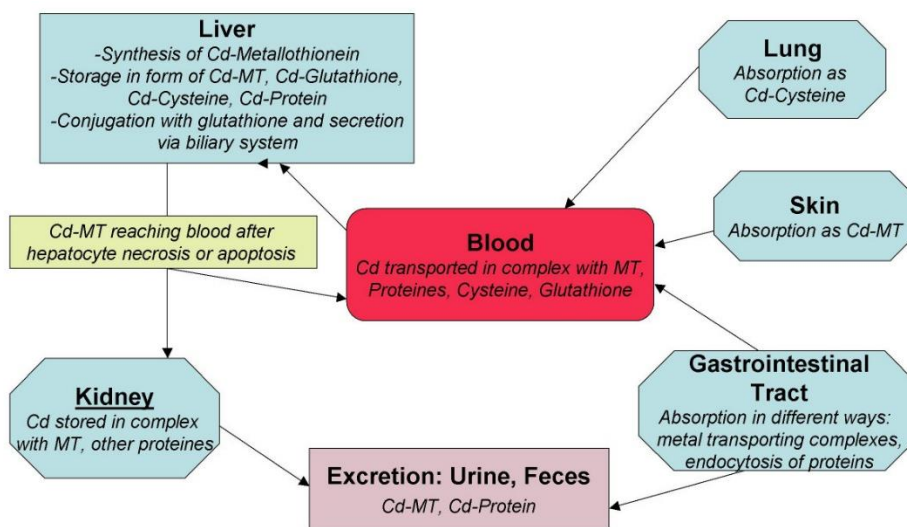 Liver
-Synthesis of Cd-Metallothionein
-Storage in form of Cd-MT, Cd-Glutathione,
Cd-Cysteine, Cd-Protein
-Conjugation with glutathione and secretion
via biliary system
Lung
Absorption as
Cd-Cysteine
Cd-MT reaching blood after
hepatocyte necrosis or apoptosis
Blood
Cd transported in complex with MT,
Proteines, Cysteine, Glutathione
Skin
Absorption as Cd-MT
Kidney
Cd stored in complex
with MT, other proteines
Gastrointestinal
Tract
Absorption in different ways:
metal transporting complexes,
endocytosis of proteins
Excretion: Urine, Feces
Cd-MT, Cd-Protein